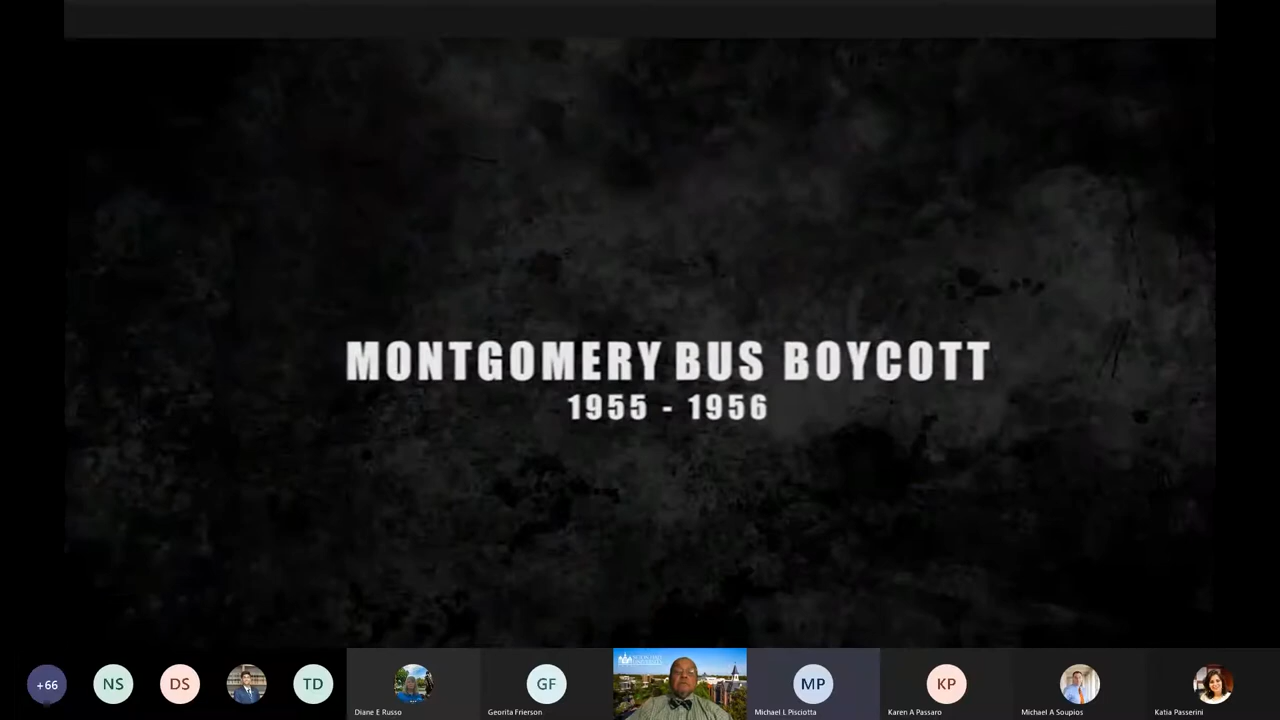 MONTGOMERY BUS BOYCOTT
1955 - 1956
+66
NS
DS
TD
Diane E Russo
GF
Georita Frierson
MP
Michael L Pisciotta
KP
Karen A Passaro
Michael A Soupios
Katia Passerini